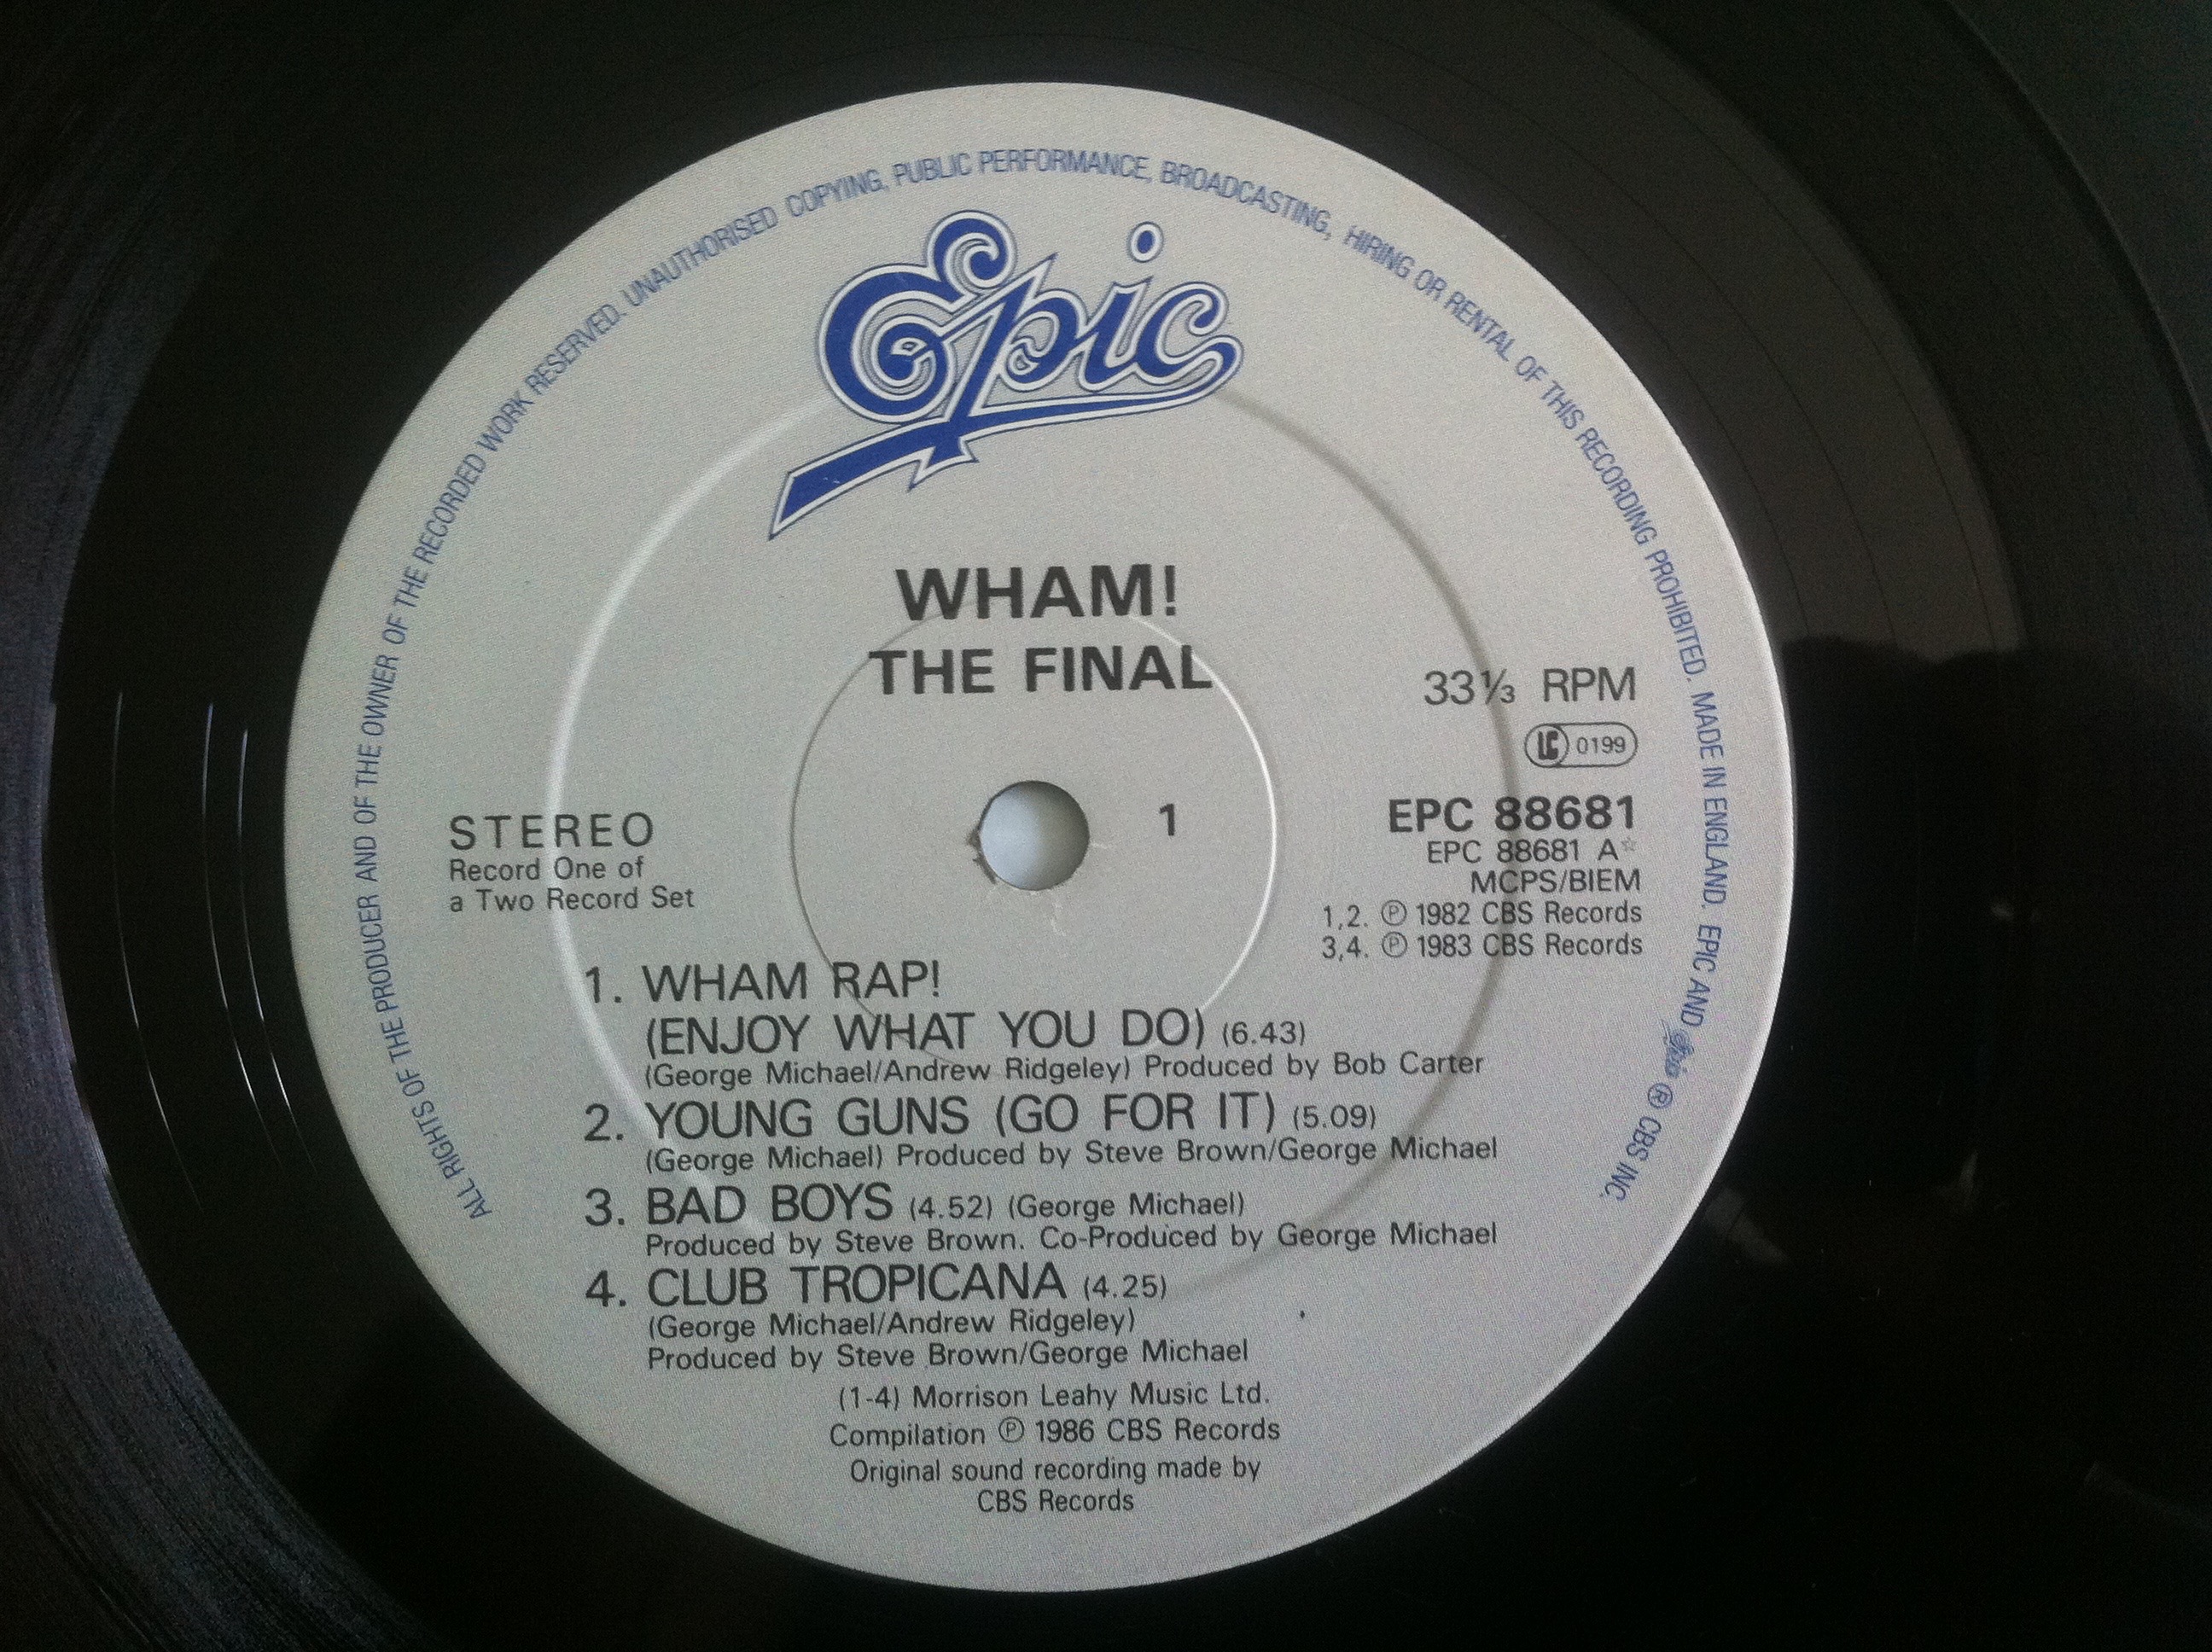 ALL RIGHTS OF THE PRODUCER AND OF THE OWNER OF THE RECORDED WORK RESERVED. UNAUTHORISED COPYING, PUBLIC PERFORMANCE, BROADCASTING, HIRING OR RENTAL OF THIS RECORDING PROHIBITED. MADE IN ENGLAND. EPIC AND Epic ® CBS INC.
Epic
WHAM!
THE FINAL
33⅓ RPM
LC 0199
1
STEREO
Record One of
a Two Record Set
EPC 88681
EPC 88681 A☆
MCPS/BIEM
1,2. ℗ 1982 CBS Records
3,4. ℗ 1983 CBS Records
1. WHAM RAP!
(ENJOY WHAT YOU DO) (6.43)
(George Michael/Andrew Ridgeley) Produced by Bob Carter
2. YOUNG GUNS (GO FOR IT) (5.09)
(George Michael) Produced by Steve Brown/George Michael
3. BAD BOYS (4.52) (George Michael)
Produced by Steve Brown. Co-Produced by George Michael
4. CLUB TROPICANA (4.25)
(George Michael/Andrew Ridgeley)
Produced by Steve Brown/George Michael
(1-4) Morrison Leahy Music Ltd.
Compilation ℗ 1986 CBS Records
Original sound recording made by
CBS Records